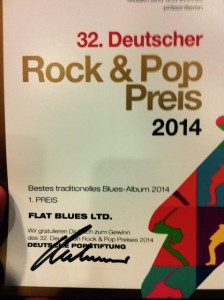 präsentieren
32. Deutscher
Rock & Pop
Preis
2014
Bestes traditionelles Blues-Album 2014
1. PREIS
FLAT BLUES LTD.
Wir gratulieren Dir/Euch zum Gewinn
des 32. Deutschen Rock & Pop Preises 2014
DEUTSCHE POPSTIFTUNG